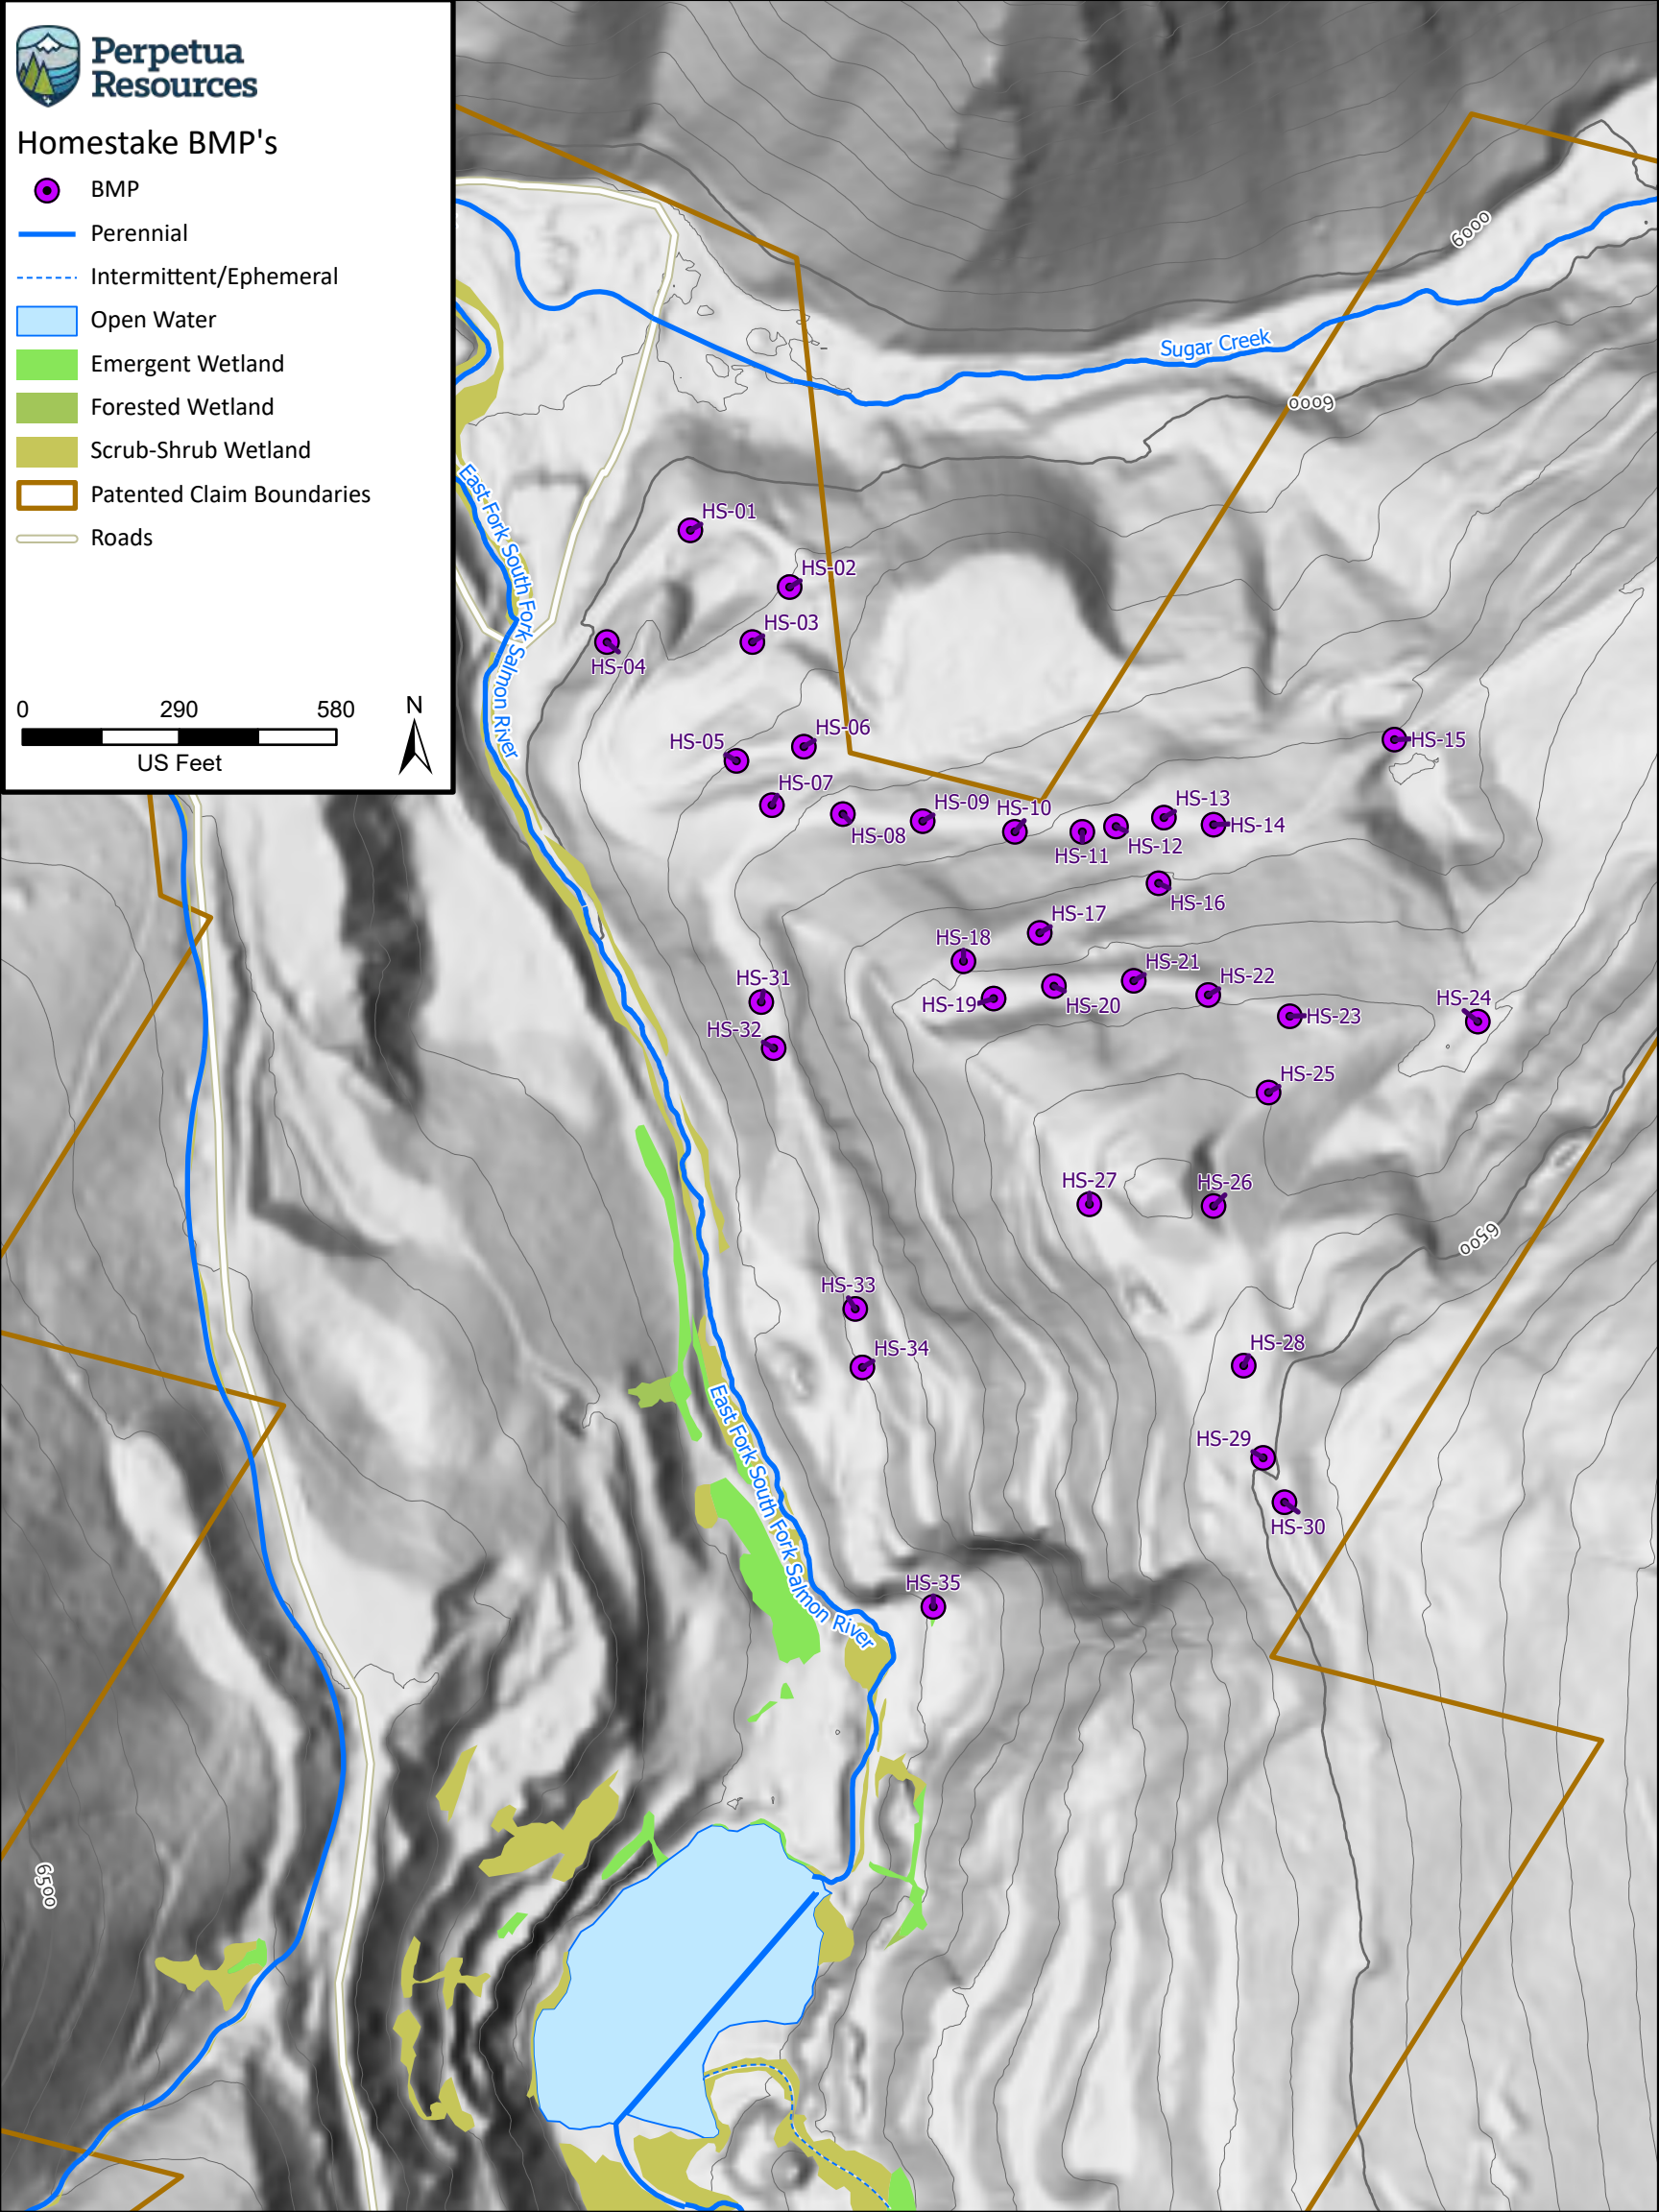 Perpetua
Resources
Homestake BMP's
BMP
Perennial
Intermittent/Ephemeral
Open Water
Emergent Wetland
Forested Wetland
Scrub-Shrub Wetland
Patented Claim Boundaries
Roads
0 290 580
US Feet
N
6000
Sugar Creek
6000
East Fork South Fork Salmon River
HS-01
HS-02
HS-03
HS-04
HS-05
HS-06
HS-07
HS-08
HS-09
HS-10
HS-11
HS-12
HS-13
HS-14
HS-15
HS-16
HS-17
HS-18
HS-19
HS-20
HS-21
HS-22
HS-23
HS-24
HS-25
HS-26
HS-27
HS-28
HS-29
HS-30
HS-31
HS-32
HS-33
HS-34
HS-35
6500
East Fork South Fork Salmon River
6500